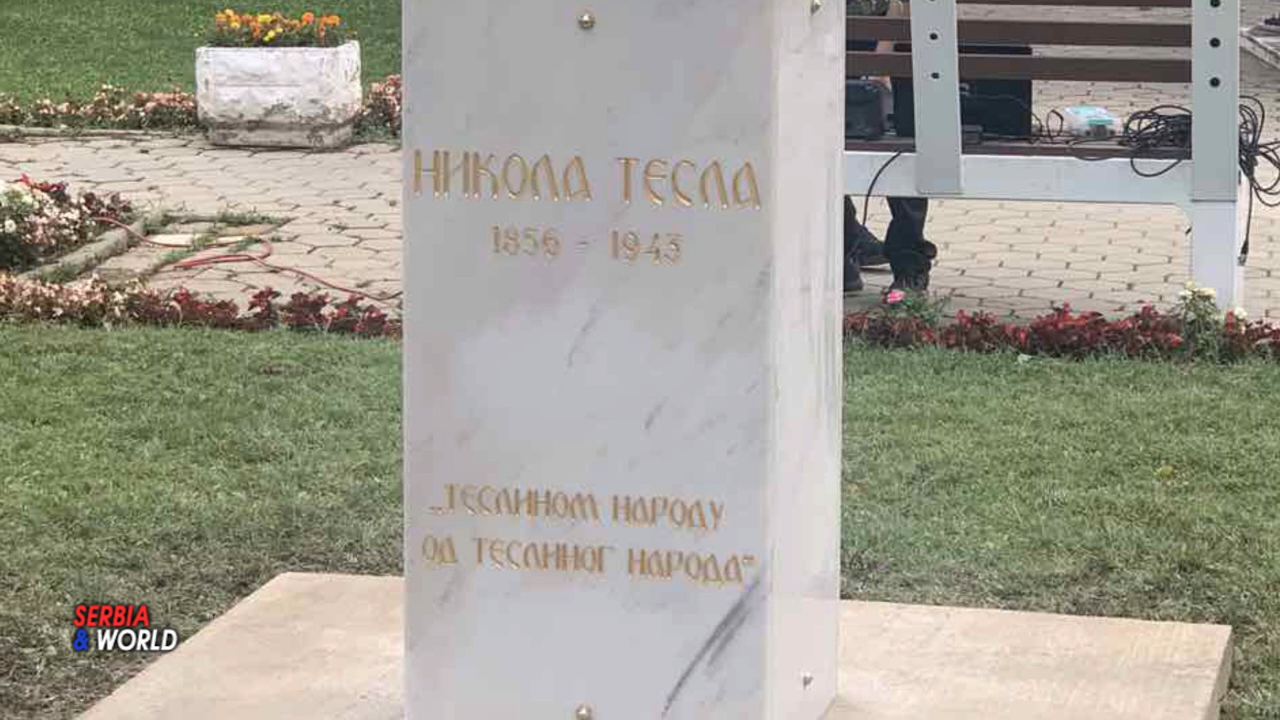 НИКОЛА ТЕСЛА
1856 - 1943
„ТЕСЛИНОМ НАРОДУ
ОД ТЕСЛИНОГ НАРОДА“
SERBIA
& WORLD